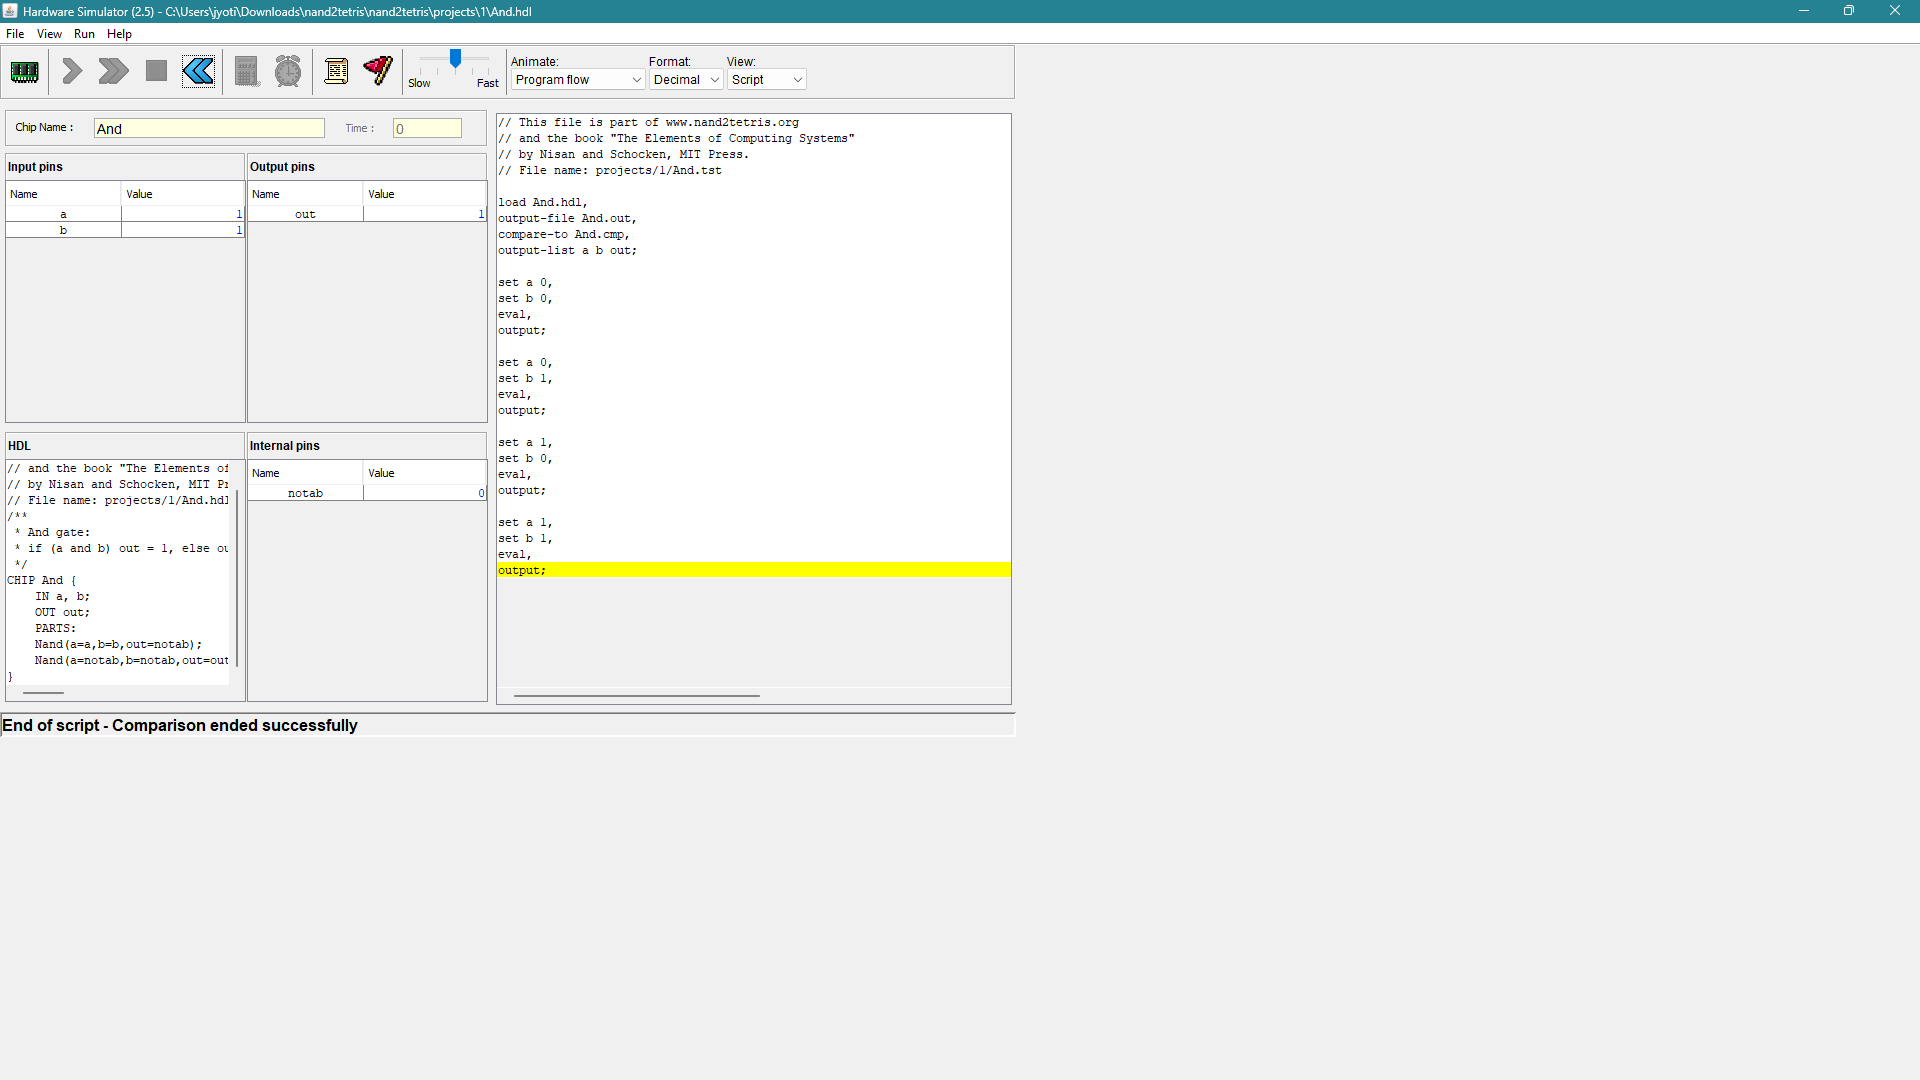 Hardware Simulator (2.5) - C:\Users\jyoti\Downloads\nand2tetris\nand2tetris\projects\1\And.hdl
File View Run Help
Slow Fast
Animate: Format: View:
Program flow Decimal Script
Chip Name : And Time : 0
Input pins
Name Value
a 1
b 1
Output pins
Name Value
out 1
HDL
// and the book "The Elements of
// by Nisan and Schocken, MIT Pr
// File name: projects/1/And.hdl
/**
* And gate:
* if (a and b) out = 1, else ou
*/
CHIP And {
IN a, b;
OUT out;
PARTS:
Nand(a=a,b=b,out=notab);
Nand(a=notab,b=notab,out=out
}
Internal pins
Name Value
notab 0
// This file is part of www.nand2tetris.org
// and the book "The Elements of Computing Systems"
// by Nisan and Schocken, MIT Press.
// File name: projects/1/And.tst
load And.hdl,
output-file And.out,
compare-to And.cmp,
output-list a b out;
set a 0,
set b 0,
eval,
output;
set a 0,
set b 1,
eval,
output;
set a 1,
set b 0,
eval,
output;
set a 1,
set b 1,
eval,
output;
End of script - Comparison ended successfully